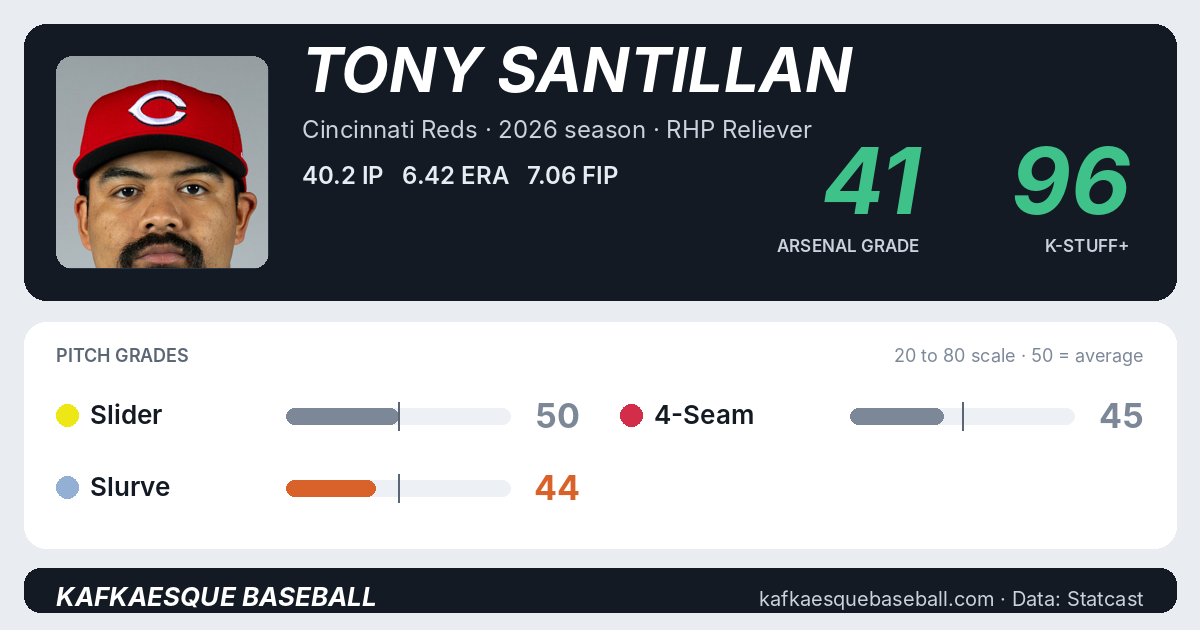 TONY SANTILLAN
Cincinnati Reds · 2026 season · RHP Reliever
40.2 IP 6.42 ERA 7.06 FIP
41 96
ARSENAL GRADE K-STUFF+
PITCH GRADES 20 to 80 scale · 50 = average
Slider 50 4-Seam 45
Slurve 44
KAFKAESQUE BASEBALL kafkaesquebaseball.com · Data: Statcast